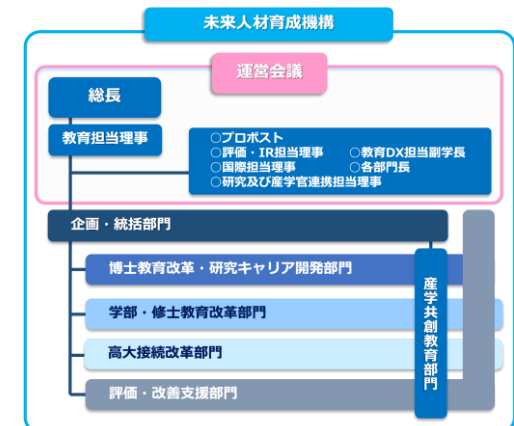 未来人材育成機構
運営会議
総長
教育担当理事
○プロボスト
○評価・IR担当理事 ○教育DX担当副学長
○国際担当理事 ○各部門長
○研究及び産学官連携担当理事
企画・統括部門
博士教育改革・研究キャリア開発部門
学部・修士教育改革部門
高大接続改革部門
評価・改善支援部門
産学共創教育部門